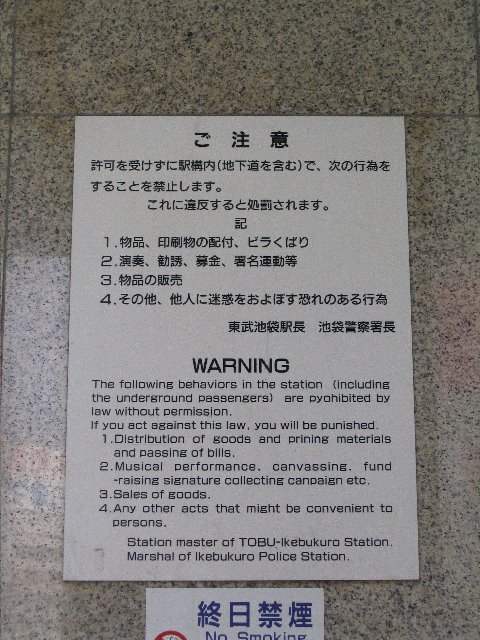 ご注意
許可を受けずに駅構内(地下道を含む)で、次の行為を
することを禁止します。
これに違反すると処罰されます。
記
1.物品、印刷物の配付、ビラくばり
2.演奏、勧誘、募金、署名運動等
3.物品の販売
4.その他、他人に迷惑をおよぼす恐れのある行為
東武池袋駅長 池袋警察署長
WARNING
The following behaviors in the station (including
the underground passengers) are pyohibited by
law without permission.
If you act against this law, you will be punished.
1.Distribution of goods and prining materials
and passing of bills.
2.Musical performance, canvassing, fund
-raising signature collecting canpaign etc.
3.Sales of goods.
4.Any other acts that might be convenient to
persons.
Station master of TOBU-Ikebukuro Station.
Marshal of Ikebukuro Police Station.
終日禁煙
No Smoking